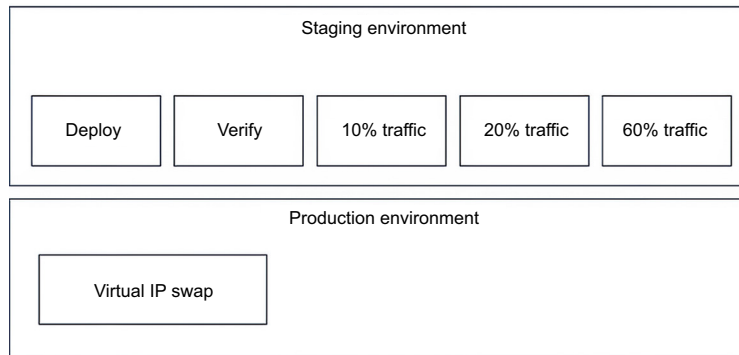 Staging environment
Deploy
Verify
10% traffic
20% traffic
60% traffic
Production environment
Virtual IP swap